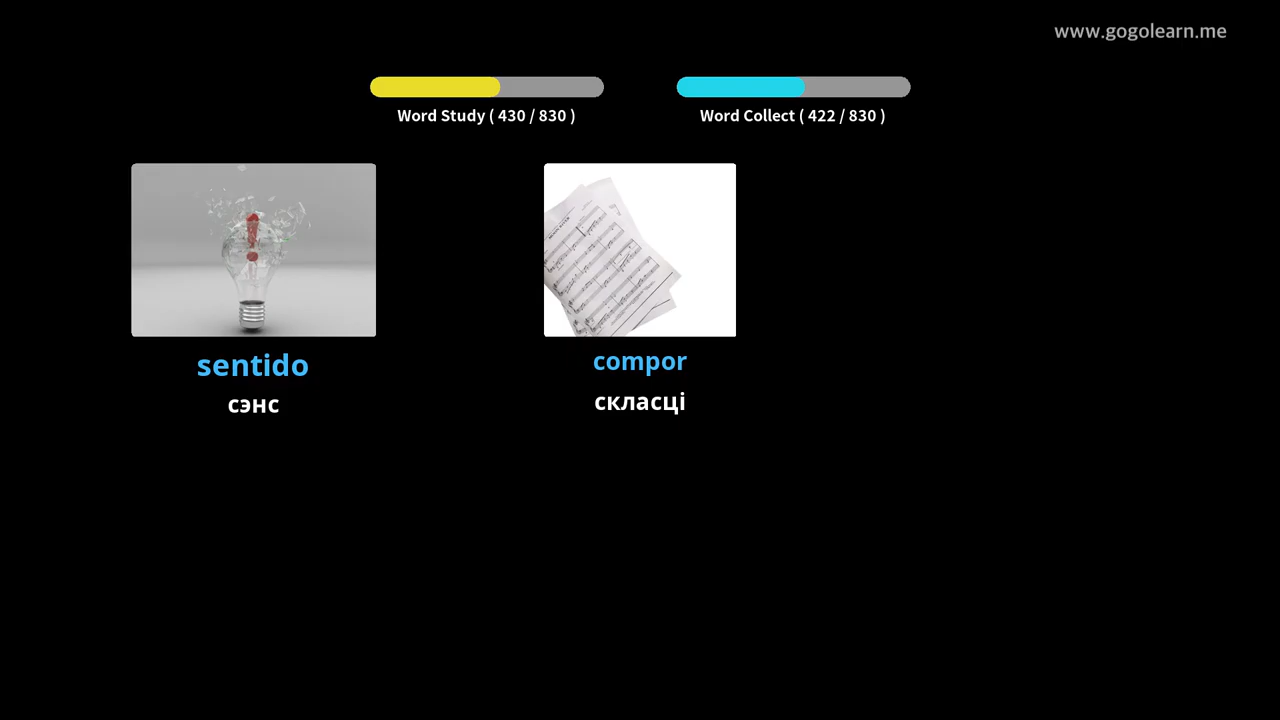 www.gogolearn.me
Word Study ( 430 / 830 )
Word Collect ( 422 / 830 )
sentido
сэнс
compor
скласці